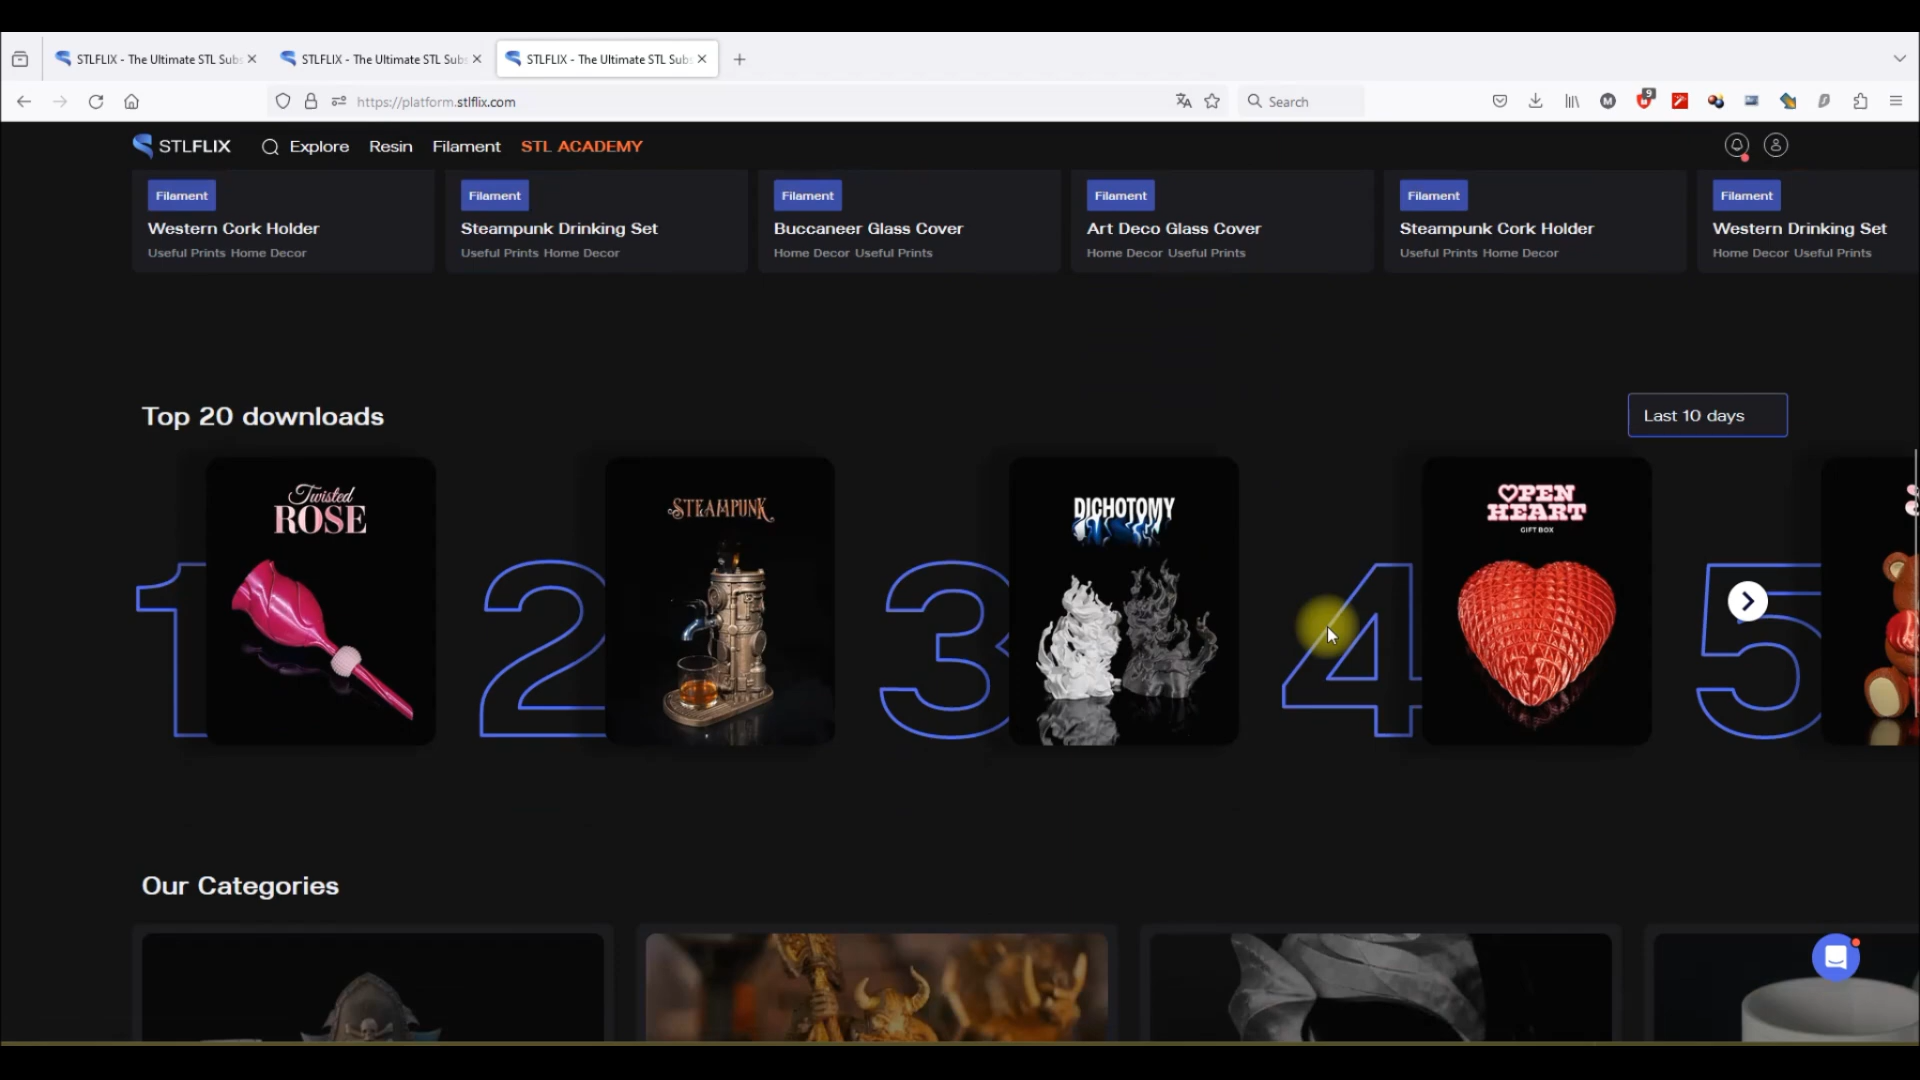 STLFLIX - The Ultimate STL Subs
STLFLIX - The Ultimate STL Subs
STLFLIX - The Ultimate STL Subs
https://platform.stlflix.com
Search
9
STLFLIX
Explore
Resin
Filament
STL ACADEMY
Filament
Western Cork Holder
Useful Prints Home Decor
Filament
Steampunk Drinking Set
Useful Prints Home Decor
Filament
Buccaneer Glass Cover
Home Decor Useful Prints
Filament
Art Deco Glass Cover
Home Decor Useful Prints
Filament
Steampunk Cork Holder
Useful Prints Home Decor
Filament
Western Drinking Set
Home Decor Useful Prints
Top 20 downloads
Last 10 days
1
Twisted
ROSE
2
STEAMPUNK
3
DICHOTOMY
4
OPEN
HEART
GIFT BOX
5
Our Categories